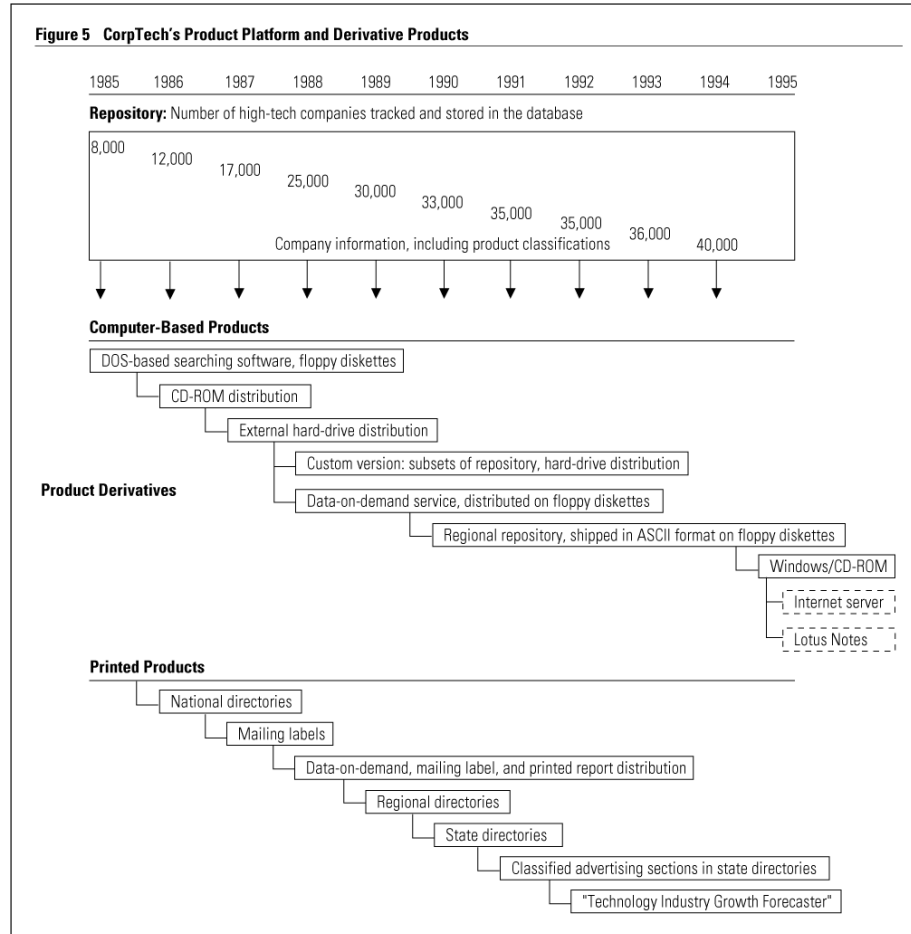 Figure 5 CorpTech's Product Platform and Derivative Products
1985 1986 1987 1988 1989 1990 1991 1992 1993 1994 1995
Repository: Number of high-tech companies tracked and stored in the database
8,000
12,000
17,000
25,000
30,000
33,000
35,000
35,000
36,000
40,000
Company information, including product classifications
Computer-Based Products
DOS-based searching software, floppy diskettes
CD-ROM distribution
External hard-drive distribution
Custom version: subsets of repository, hard-drive distribution
Product Derivatives
Data-on-demand service, distributed on floppy diskettes
Regional repository, shipped in ASCII format on floppy diskettes
Windows/CD-ROM
Internet server
Lotus Notes
Printed Products
National directories
Mailing labels
Data-on-demand, mailing label, and printed report distribution
Regional directories
State directories
Classified advertising sections in state directories
"Technology Industry Growth Forecaster"